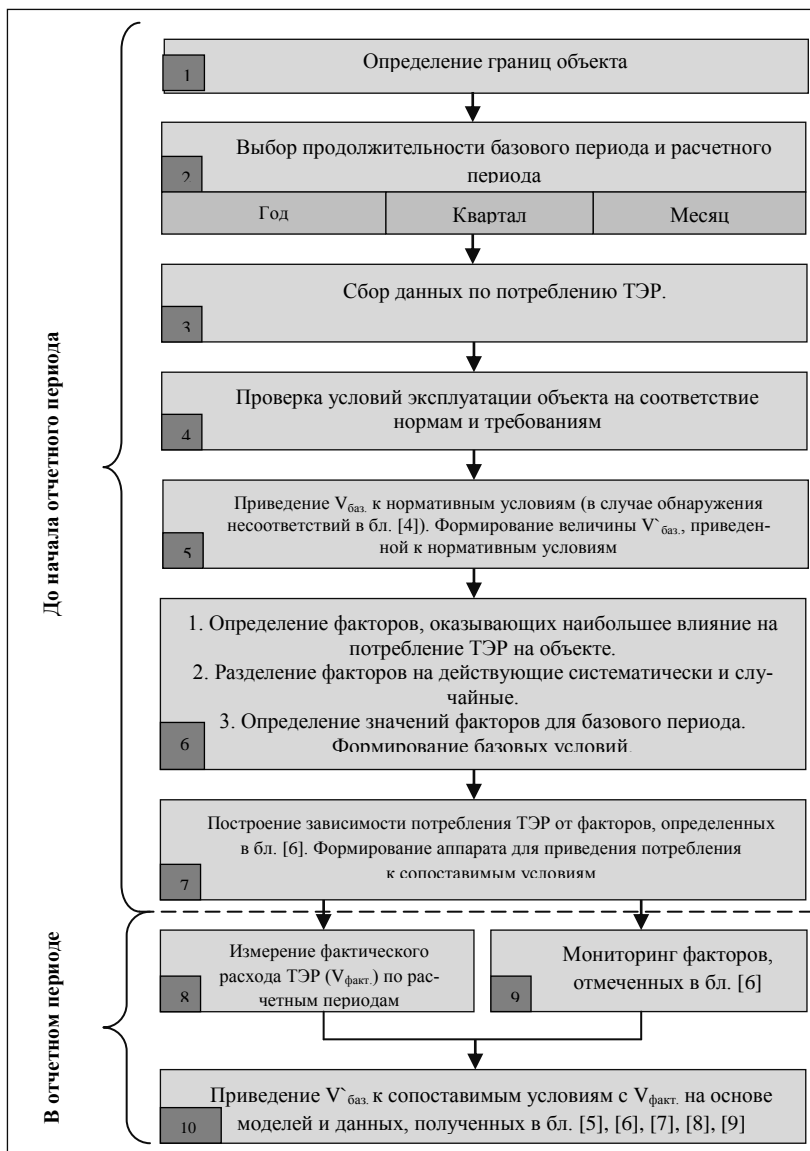 До начала отчетного периода
Определение границ объекта
1
Выбор продолжительности базового периода и расчетного
периода
2
Год
Квартал
Месяц
Сбор данных по потреблению ТЭР.
3
Проверка условий эксплуатации объекта на соответствие
нормам и требованиям
4
Приведение Vбаз. к нормативным условиям (в случае обнаружения
несоответствий в бл. [4]). Формирование величины V`баз., приведен-
ной к нормативным условиям
5
1. Определение факторов, оказывающих наибольшее влияние на
потребление ТЭР на объекте.
2. Разделение факторов на действующие систематически и слу-
чайные.
3. Определение значений факторов для базового периода.
Формирование базовых условий.
6
Построение зависимости потребления ТЭР от факторов, определенных
в бл. [6]. Формирование аппарата для приведения потребления
к сопоставимым условиям
7
В отчетном периоде
Измерение фактического
расхода ТЭР (Vфакт.) по рас-
четным периодам
8
Мониторинг факторов,
отмеченных в бл. [6]
9
Приведение V`баз. к сопоставимым условиям с Vфакт. на основе
моделей и данных, полученных в бл. [5], [6], [7], [8], [9]
10